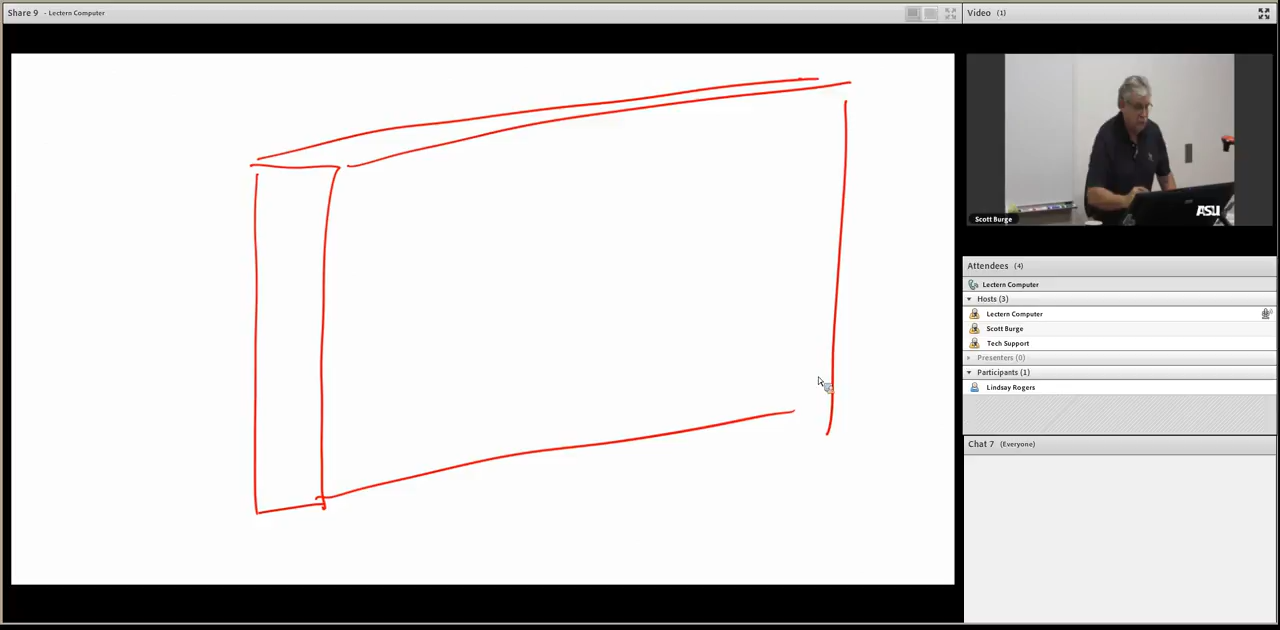 Share 9 - Lectern Computer
Video (1)
ASU
Scott Burge
Attendees (4)
Lectern Computer
Hosts (3)
Lectern Computer
Scott Burge
Tech Support
Presenters (0)
Participants (1)
Lindsay Rogers
Chat 7 (Everyone)